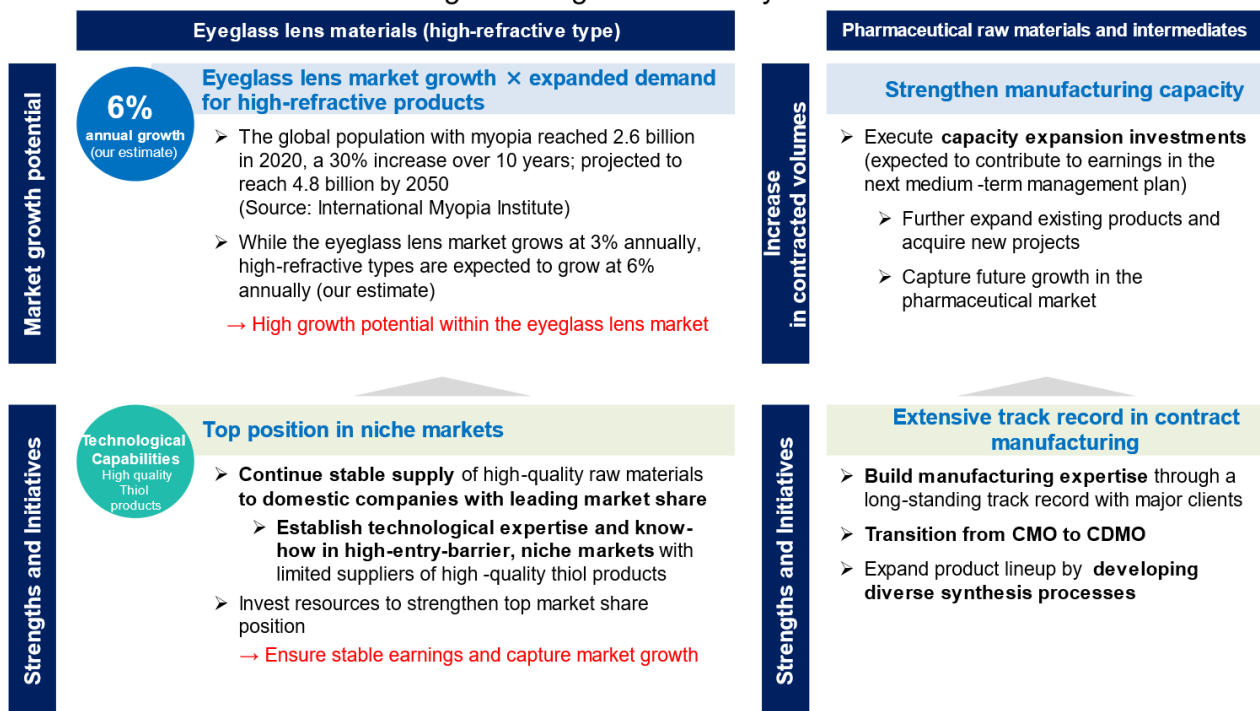 Eyeglass lens materials (high-refractive type)
Market growth potential
6%
annual growth
(our estimate)
Eyeglass lens market growth × expanded demand
for high-refractive products
➢ The global population with myopia reached 2.6 billion
in 2020, a 30% increase over 10 years; projected to
reach 4.8 billion by 2050
(Source: International Myopia Institute)
➢ While the eyeglass lens market grows at 3% annually,
high-refractive types are expected to grow at 6%
annually (our estimate)
→ High growth potential within the eyeglass lens market
Strengths and Initiatives
Technological
Capabilities
High quality
Thiol
products
Top position in niche markets
➢ Continue stable supply of high-quality raw materials
to domestic companies with leading market share
➢ Establish technological expertise and know-
how in high-entry-barrier, niche markets with
limited suppliers of high -quality thiol products
➢ Invest resources to strengthen top market share
position
→ Ensure stable earnings and capture market growth
Pharmaceutical raw materials and intermediates
Increase
in contracted volumes
Strengthen manufacturing capacity
➢ Execute capacity expansion investments
(expected to contribute to earnings in the
next medium -term management plan)
➢ Further expand existing products and
acquire new projects
➢ Capture future growth in the
pharmaceutical market
Strengths and Initiatives
Extensive track record in contract
manufacturing
➢ Build manufacturing expertise through a
long-standing track record with major clients
➢ Transition from CMO to CDMO
➢ Expand product lineup by developing
diverse synthesis processes